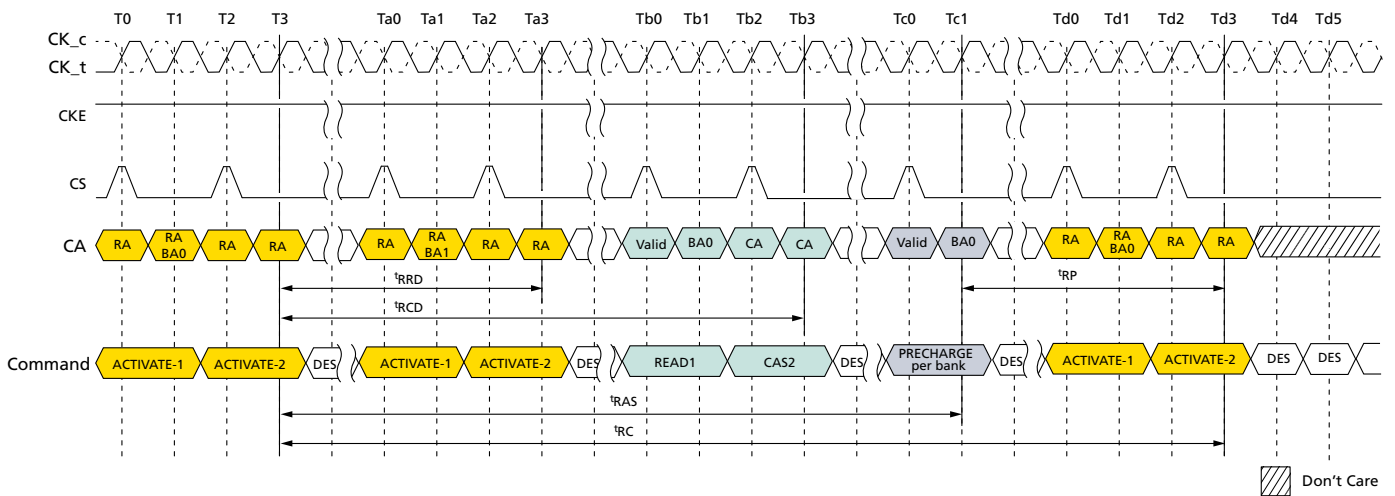 T0 T1 T2 T3 Ta0 Ta1 Ta2 Ta3 Tb0 Tb1 Tb2 Tb3 Tc0 Tc1 Td0 Td1 Td2 Td3 Td4 Td5
CK_c
CK_t
CKE
CS
CA RA RA BA0 RA RA RA RA BA1 RA RA Valid BA0 CA CA Valid BA0 RA RA BA0 RA RA
tRRD tRP
tRCD
Command ACTIVATE-1 ACTIVATE-2 DES ACTIVATE-1 ACTIVATE-2 DES READ1 CAS2 DES PRECHARGE per bank DES ACTIVATE-1 ACTIVATE-2 DES DES
tRAS
tRC
Don't Care